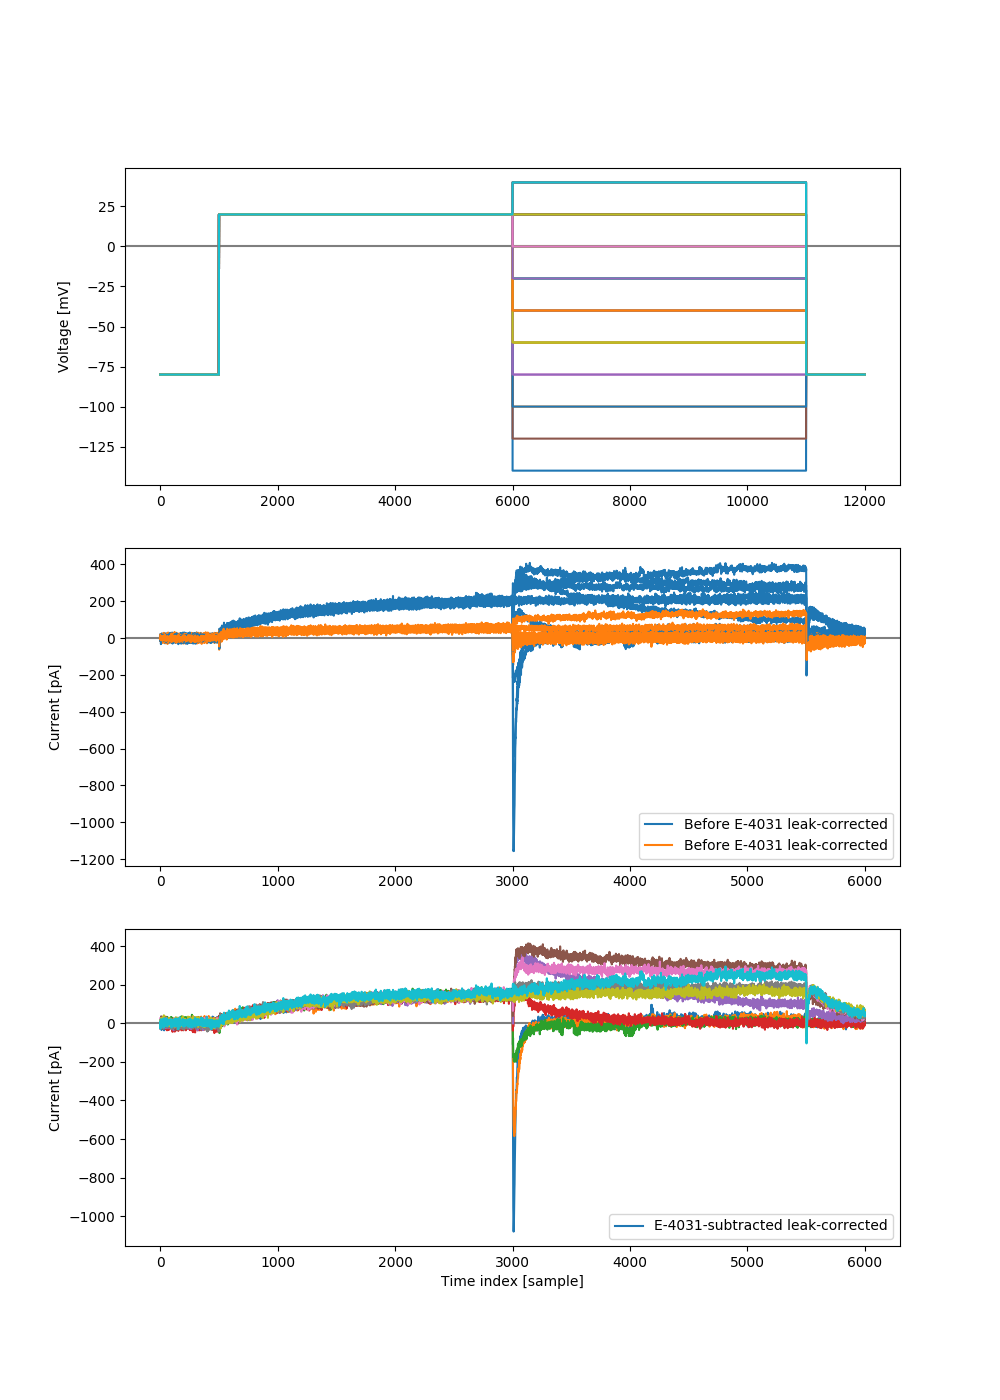 25
0
−25
−50
−75
−100
−125
Voltage [mV]
0 2000 4000 6000 8000 10000 12000
400
200
0
−200
−400
−600
−800
−1000
−1200
Current [pA]
Before E-4031 leak-corrected
Before E-4031 leak-corrected
0 1000 2000 3000 4000 5000 6000
400
200
0
−200
−400
−600
−800
−1000
Current [pA]
E-4031-subtracted leak-corrected
0 1000 2000 3000 4000 5000 6000
Time index [sample]